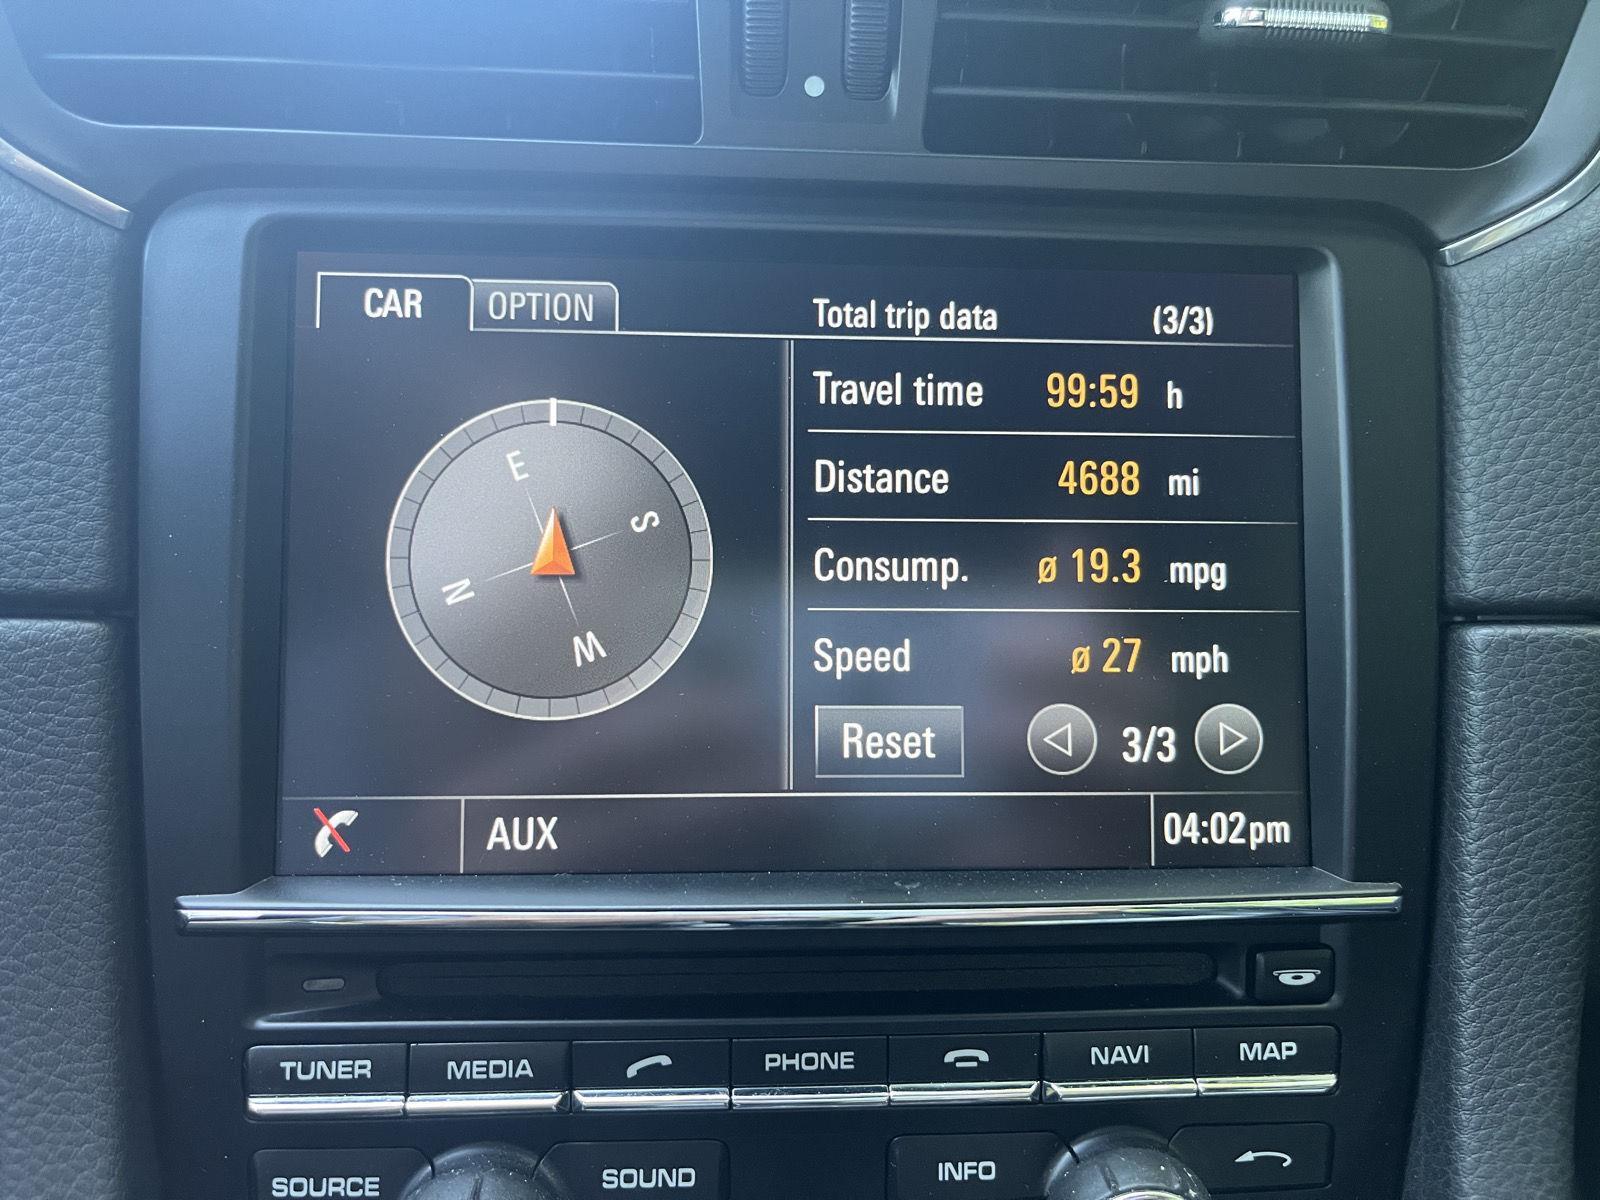 CAR
OPTION
Total trip data (3/3)
Travel time 99:59 h
Distance 4688 mi
Consump. ø 19.3 mpg
Speed ø 27 mph
Reset 3/3
E
S
N
W
AUX
04:02pm
TUNER
MEDIA
PHONE
NAVI
MAP
SOURCE
SOUND
INFO